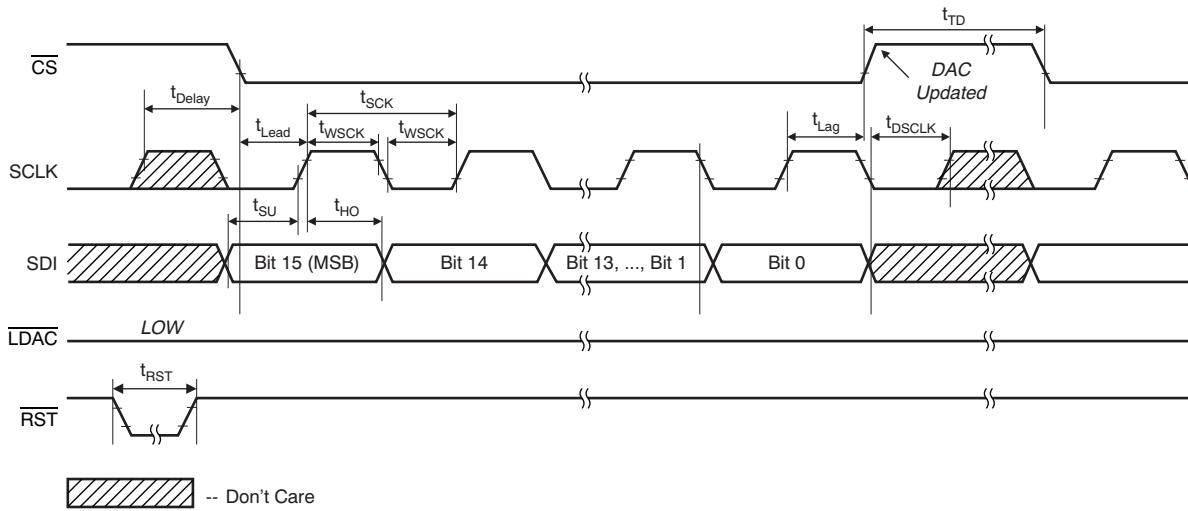 t_TD
CS
DAC
Updated
t_Delay
t_SCK
t_Lead
t_WSCK
t_WSCK
t_Lag
t_DSCLK
SCLK
t_SU
t_HO
SDI
Bit 15 (MSB)
Bit 14
Bit 13, ..., Bit 1
Bit 0
LOW
LDAC
t_RST
RST
-- Don't Care